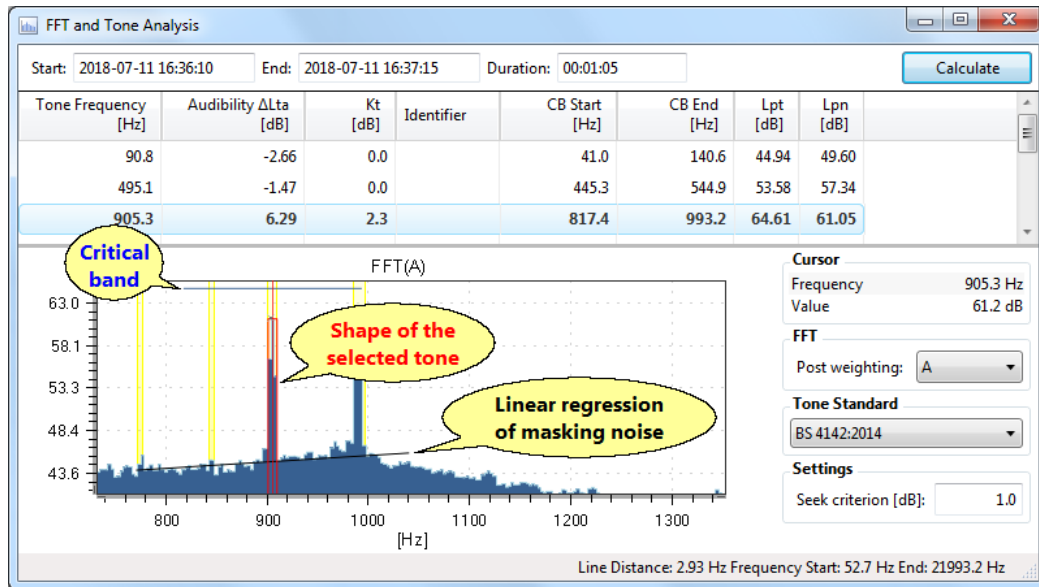 FFT and Tone Analysis
Start: 2018-07-11 16:36:10 End: 2018-07-11 16:37:15 Duration: 00:01:05 Calculate
Tone Frequency [Hz] Audibility ΔLta [dB] Kt [dB] Identifier CB Start [Hz] CB End [Hz] Lpt [dB] Lpn [dB]
90.8 -2.66 0.0 41.0 140.6 44.94 49.60
495.1 -1.47 0.0 445.3 544.9 53.58 57.34
905.3 6.29 2.3 817.4 993.2 64.61 61.05
Critical
band
FFT(A)
63.0
58.1
53.3
48.4
43.6
Shape of the
selected tone
Linear regression
of masking noise
800 900 1000 1100 1200 1300
[Hz]
Cursor
Frequency 905.3 Hz
Value 61.2 dB
FFT
Post weighting: A
Tone Standard
BS 4142:2014
Settings
Seek criterion [dB]: 1.0
Line Distance: 2.93 Hz Frequency Start: 52.7 Hz End: 21993.2 Hz